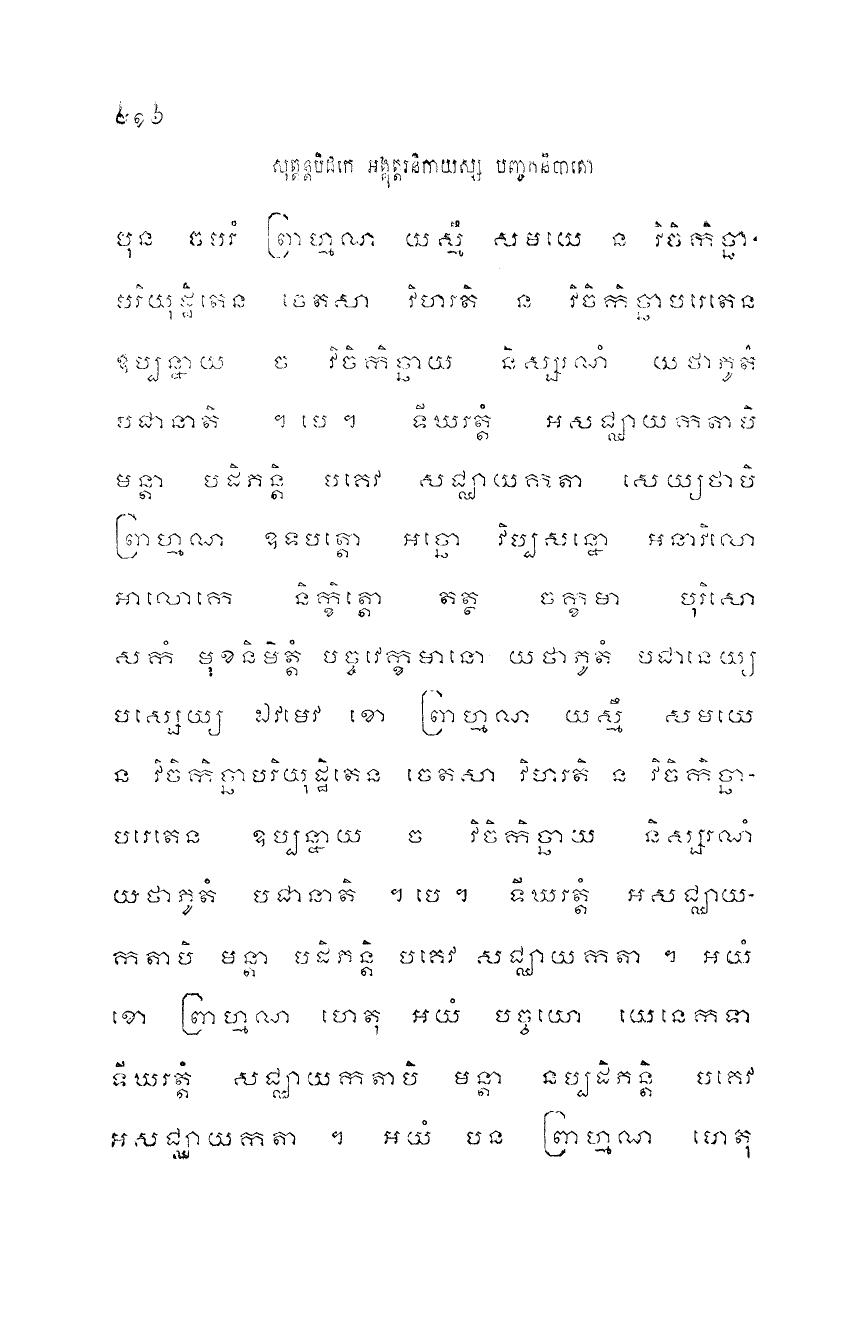 ៤១៦
សុត្តន្តបិដកេ អង្គុត្តរនិកាយស្ស បញ្ចកនិបាតោ
បុន ចបរំ ព្រាហ្មណ យស្មឹ សមយេ ន វិចិកិច្ឆា-
បរិយុដ្ឋិតេន ចេតសា វិហរតិ ន វិចិកិច្ឆាបរេតេន
ឧប្បន្នាយ ច វិចិកិច្ឆាយ និស្សរណំ យថាភូតំ
បជានាតិ ។ បេ ។ ទីឃរត្តំ អសជ្ឈាយកតាបិ
មន្តា បដិភន្តិ បគេវ សជ្ឈាយកតា សេយ្យថាបិ
ព្រាហ្មណ ឧទបត្តោ អច្ឆោ វិប្បសន្នោ អនាវិលោ
អាលោកេ និក្ខិត្តោ តត្ថ ចក្ខុមា បុរិសោ
សកំ មុខនិមិត្តំ បច្ចវេក្ខមានោ យថាភូតំ បជានេយ្យ
បស្សេយ្យ ឯវមេវ ខោ ព្រាហ្មណ យស្មឹ សមយេ
ន វិចិកិច្ឆាបរិយុដ្ឋិតេន ចេតសា វិហរតិ ន វិចិកិច្ឆា-
បរេតេន ឧប្បន្នាយ ច វិចិកិច្ឆាយ និស្សរណំ
យថាភូតំ បជានាតិ ។ បេ ។ ទីឃរត្តំ អសជ្ឈាយ-
កតាបិ មន្តា បដិភន្តិ បគេវ សជ្ឈាយកតា ។ អយំ
ខោ ព្រាហ្មណ ហេតុ អយំ បច្ចយោ យេនេកទា
ទីឃរត្តំ សជ្ឈាយកតាបិ មន្តា នប្បដិភន្តិ បគេវ
អសជ្ឈាយកតា ។ អយំ បន ព្រាហ្មណ ហេតុ